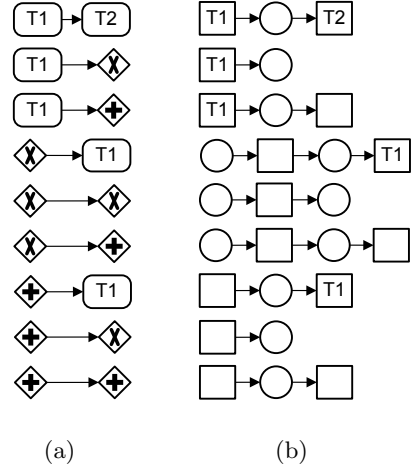 T1 T2 T1 T2
T1 X T1
T1 + T1
X T1 T1
X X
X +
+ T1 T1
+ X
+ +
(a) (b)